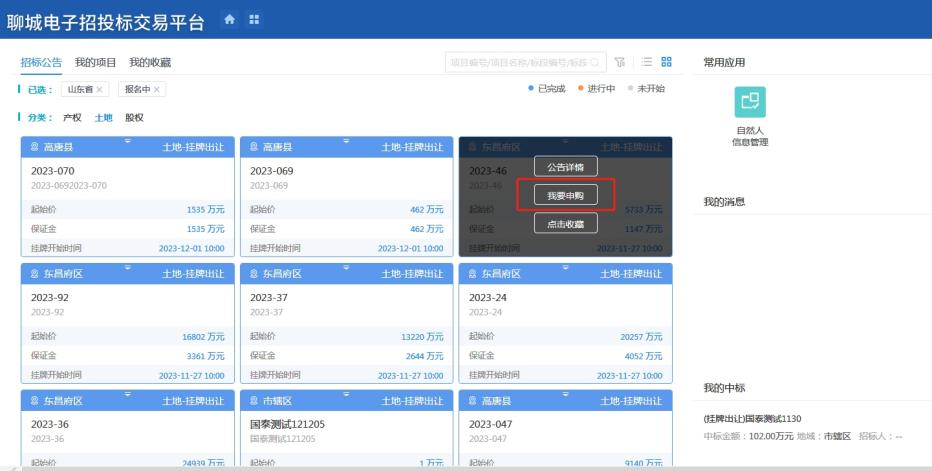 聊城电子招投标交易平台
招标公告 我的项目 我的收藏
项目编号/项目名称/标段编号/标段
已选： 山东省 × 报名中 ×
已完成 进行中 未开始
分类： 产权 土地 股权
高唐县 土地-挂牌出让
2023-070
2023-0692023-070
起始价 1535 万元
保证金 1535 万元
挂牌开始时间 2023-12-01 10:00
高唐县 土地-挂牌出让
2023-069
2023-069
起始价 462 万元
保证金 462 万元
挂牌开始时间 2023-12-01 10:00
东昌府区 土地-挂牌出让
2023-46
2023-46
公告详情
我要申购
点击收藏
起始价 5733 万元
保证金 1147 万元
挂牌开始时间 2023-11-27 10:00
东昌府区 土地-挂牌出让
2023-92
2023-92
起始价 16802 万元
保证金 3361 万元
挂牌开始时间 2023-11-27 10:00
东昌府区 土地-挂牌出让
2023-37
2023-37
起始价 13220 万元
保证金 2644 万元
挂牌开始时间 2023-11-27 10:00
东昌府区 土地-挂牌出让
2023-24
2023-24
起始价 20257 万元
保证金 4052 万元
挂牌开始时间 2023-11-27 10:00
东昌府区 土地-挂牌出让
2023-36
2023-36
起始价 24939 万元
市辖区 土地-挂牌出让
国泰测试121205
国泰测试121205
起始价 1 万元
高唐县 土地-挂牌出让
2023-047
2023-047
起始价 9140 万元
常用应用
自然人
信息管理
我的消息
我的中标
(挂牌出让)国泰测试1130
中标金额：102.00万元 地域：市辖区 招标人：--